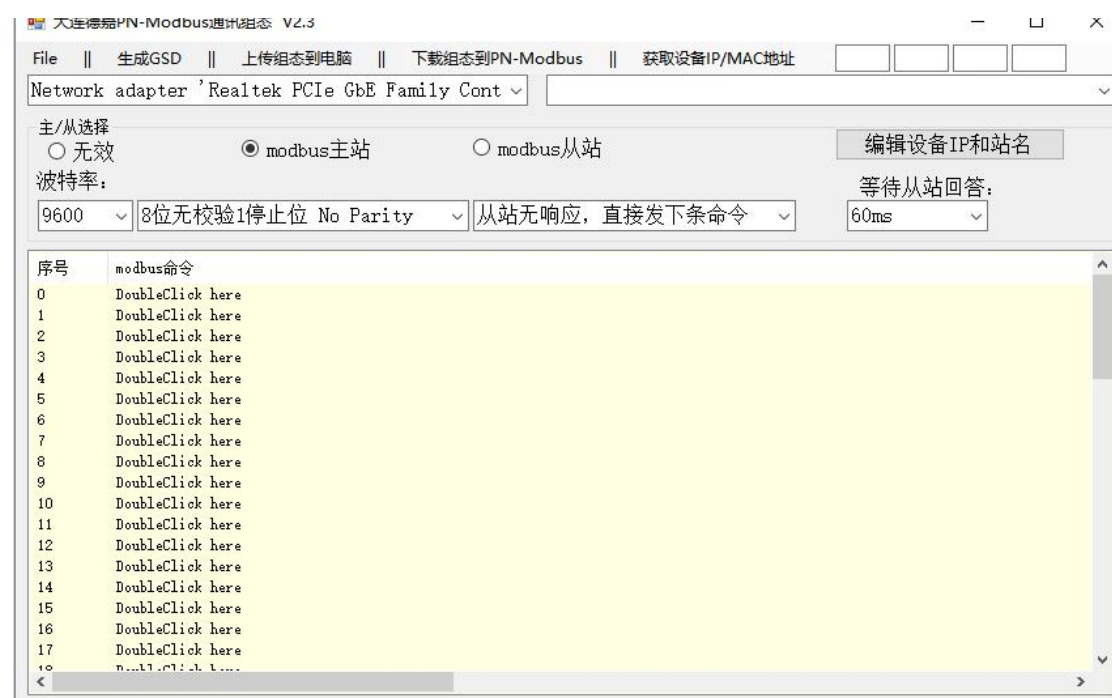 大连德嘉PN-Modbus通讯组态 V2.3
File || 生成GSD || 上传组态到电脑 || 下载组态到PN-Modbus || 获取设备IP/MAC地址
Network adapter 'Realtek PCIe GbE Family Cont
主/从选择
无效 modbus主站 modbus从站 编辑设备IP和站名
波特率: 等待从站回答:
9600 8位无校验1停止位 No Parity 从站无响应, 直接发下条命令 60ms
序号 modbus命令
0 DoubleClick here
1 DoubleClick here
2 DoubleClick here
3 DoubleClick here
4 DoubleClick here
5 DoubleClick here
6 DoubleClick here
7 DoubleClick here
8 DoubleClick here
9 DoubleClick here
10 DoubleClick here
11 DoubleClick here
12 DoubleClick here
13 DoubleClick here
14 DoubleClick here
15 DoubleClick here
16 DoubleClick here
17 DoubleClick here
18 DoubleClick here